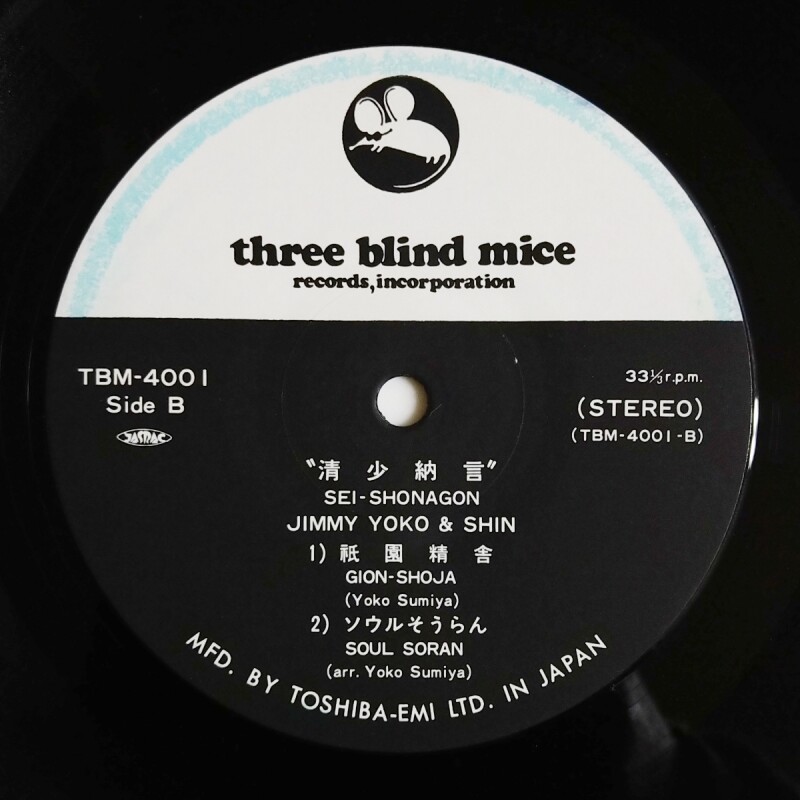 three blind mice
records, incorporation
TBM-4001
Side B
JASRAC
33⅓ r.p.m.
(STEREO)
(TBM-4001-B)
"清少納言"
SEI-SHONAGON
JIMMY YOKO & SHIN
1) 祇園精舎
GION-SHOJA
(Yoko Sumiya)
2) ソウルそうらん
SOUL SORAN
(arr. Yoko Sumiya)
MFD. BY TOSHIBA-EMI LTD. IN JAPAN